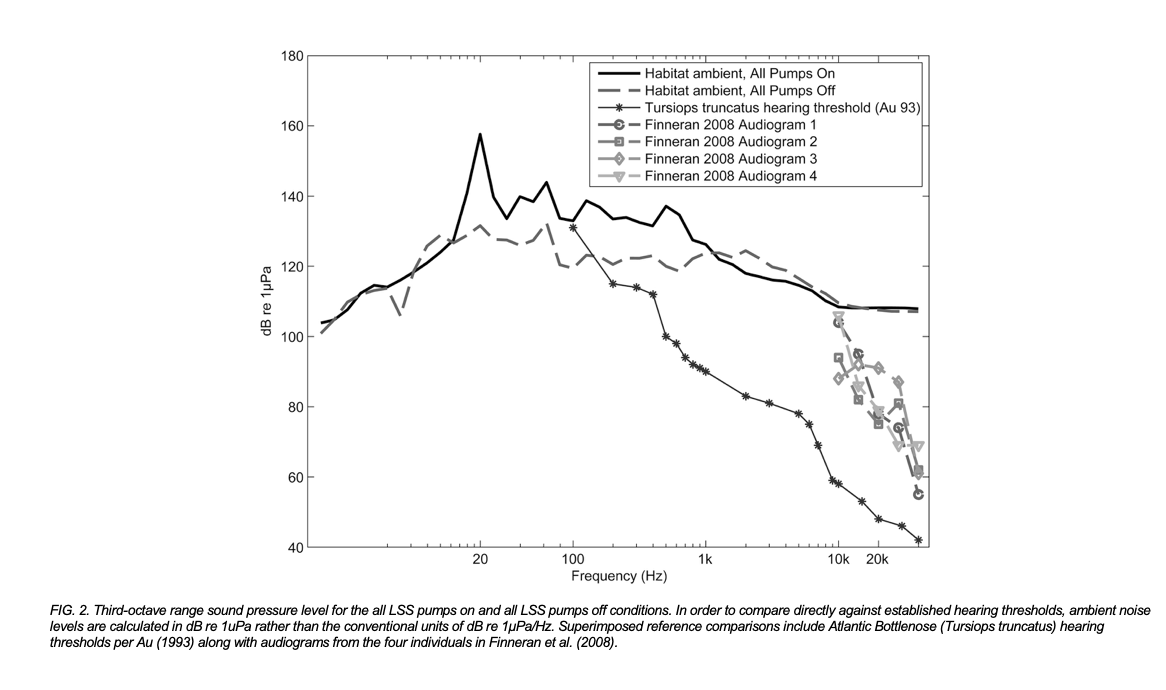 180
160
140
120
100
80
60
40
dB re 1µPa
Habitat ambient, All Pumps On
Habitat ambient, All Pumps Off
Tursiops truncatus hearing threshold (Au 93)
Finneran 2008 Audiogram 1
Finneran 2008 Audiogram 2
Finneran 2008 Audiogram 3
Finneran 2008 Audiogram 4
20 100 1k 10k 20k
Frequency (Hz)
FIG. 2. Third-octave range sound pressure level for the all LSS pumps on and all LSS pumps off conditions. In order to compare directly against established hearing thresholds, ambient noise
levels are calculated in dB re 1uPa rather than the conventional units of dB re 1µPa/Hz. Superimposed reference comparisons include Atlantic Bottlenose (Tursiops truncatus) hearing
thresholds per Au (1993) along with audiograms from the four individuals in Finneran et al. (2008).